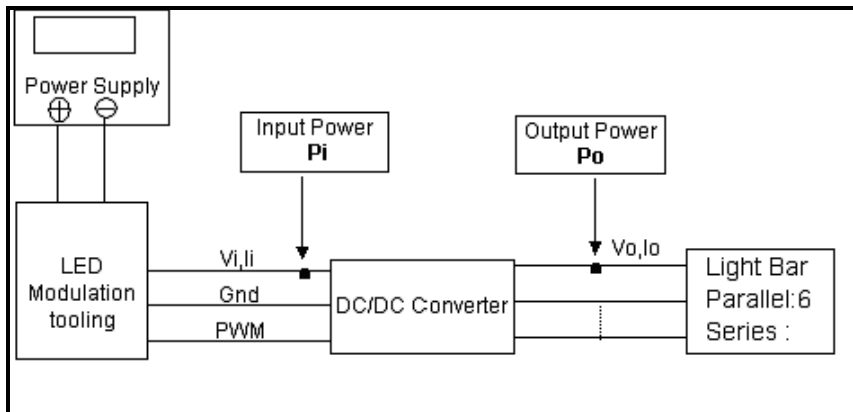 Power Supply
Input Power
Pi
Output Power
Po
LED
Modulation
tooling
Vi,Ii
Gnd
PWM
DC/DC Converter
Vo,Io
Light Bar
Parallel:6
Series :